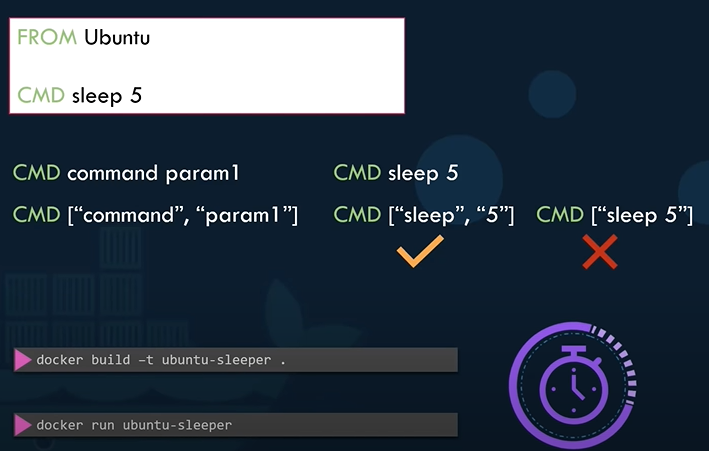 FROM Ubuntu
CMD sleep 5
CMD command param1
CMD sleep 5
CMD [“command”, “param1”]
CMD [“sleep”, “5”]
CMD [“sleep 5”]
docker build –t ubuntu-sleeper .
docker run ubuntu-sleeper